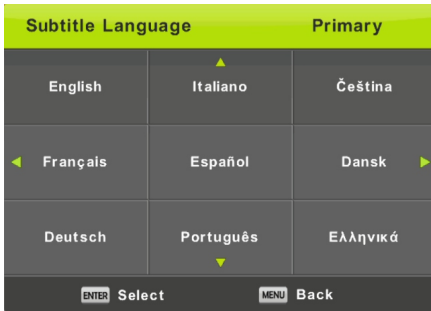 Subtitle Language Primary
English Italiano Čeština
Français Español Dansk
Deutsch Português Ελληνικά
ENTER Select MENU Back